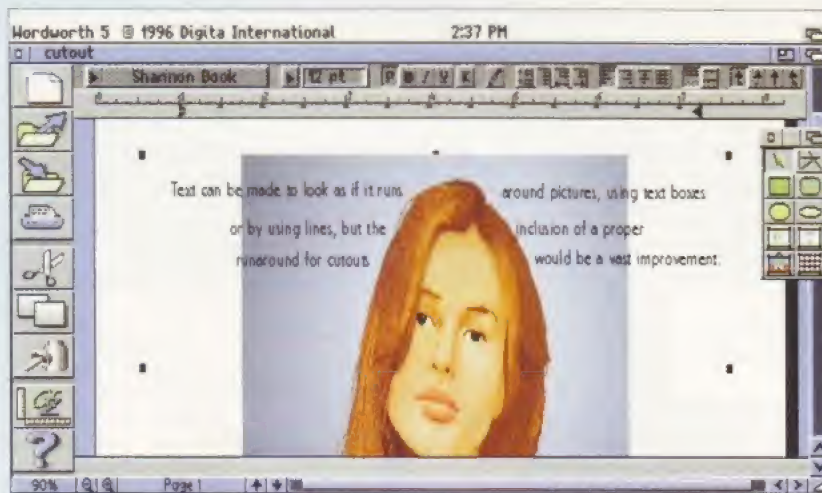 Wordworth 5 © 1996 Digita International 2:37 PM
cutout
Shannon Book 12 pt P B I U K
Text can be made to look as if it runs around pictures, using text boxes
or by using lines, but the inclusion of a proper
runaround for cutouts would be a vast improvement.
90% Page 1